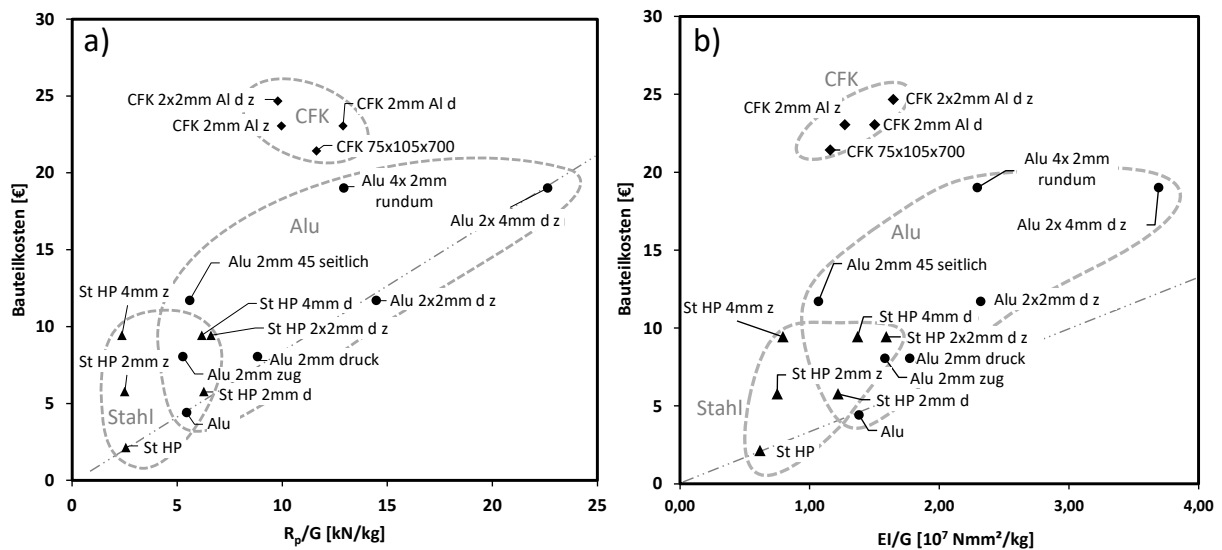 a)
Bauteilkosten [€]
30
25
20
15
10
5
0
0
5
10
15
20
25
R_p/G [kN/kg]
CFK 2x2mm Al d z
CFK 2mm Al z
CFK
CFK 2mm Al d
CFK 75x105x700
Alu 4x 2mm
rundum
Alu 2x 4mm d z
Alu
Alu 2mm 45 seitlich
St HP 4mm z
St HP 4mm d
Alu 2x2mm d z
St HP 2x2mm d z
St HP 2mm z
Alu 2mm druck
Alu 2mm zug
St HP 2mm d
Stahl
Alu
St HP
b)
Bauteilkosten [€]
30
25
20
15
10
5
0
0,00
1,00
2,00
3,00
4,00
EI/G [10⁷ Nmm²/kg]
CFK
CFK 2x2mm Al d z
CFK 2mm Al z
CFK 2mm Al d
CFK 75x105x700
Alu 4x 2mm
rundum
Alu 2x 4mm d z
Alu
Alu 2mm 45 seitlich
Alu 2x2mm d z
St HP 4mm z
St HP 4mm d
St HP 2x2mm d z
Alu 2mm druck
St HP 2mm z
Alu 2mm zug
St HP 2mm d
Stahl
Alu
St HP